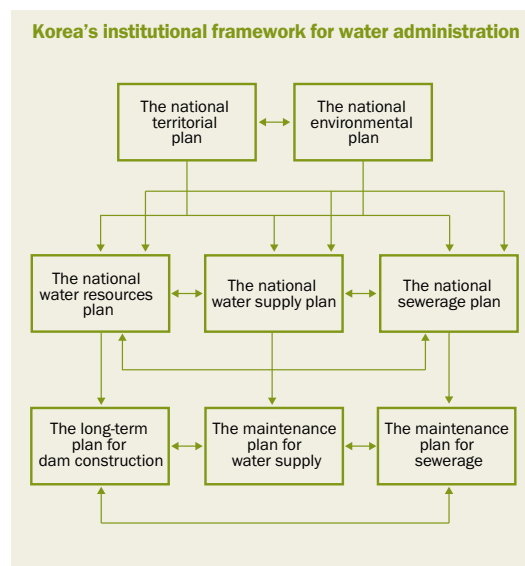 Korea's institutional framework for water administration
The national
territorial
plan
The national
environmental
plan
The national
water resources
plan
The national
water supply plan
The national
sewerage plan
The long-term
plan for
dam construction
The maintenance
plan for
water supply
The maintenance
plan for
sewerage